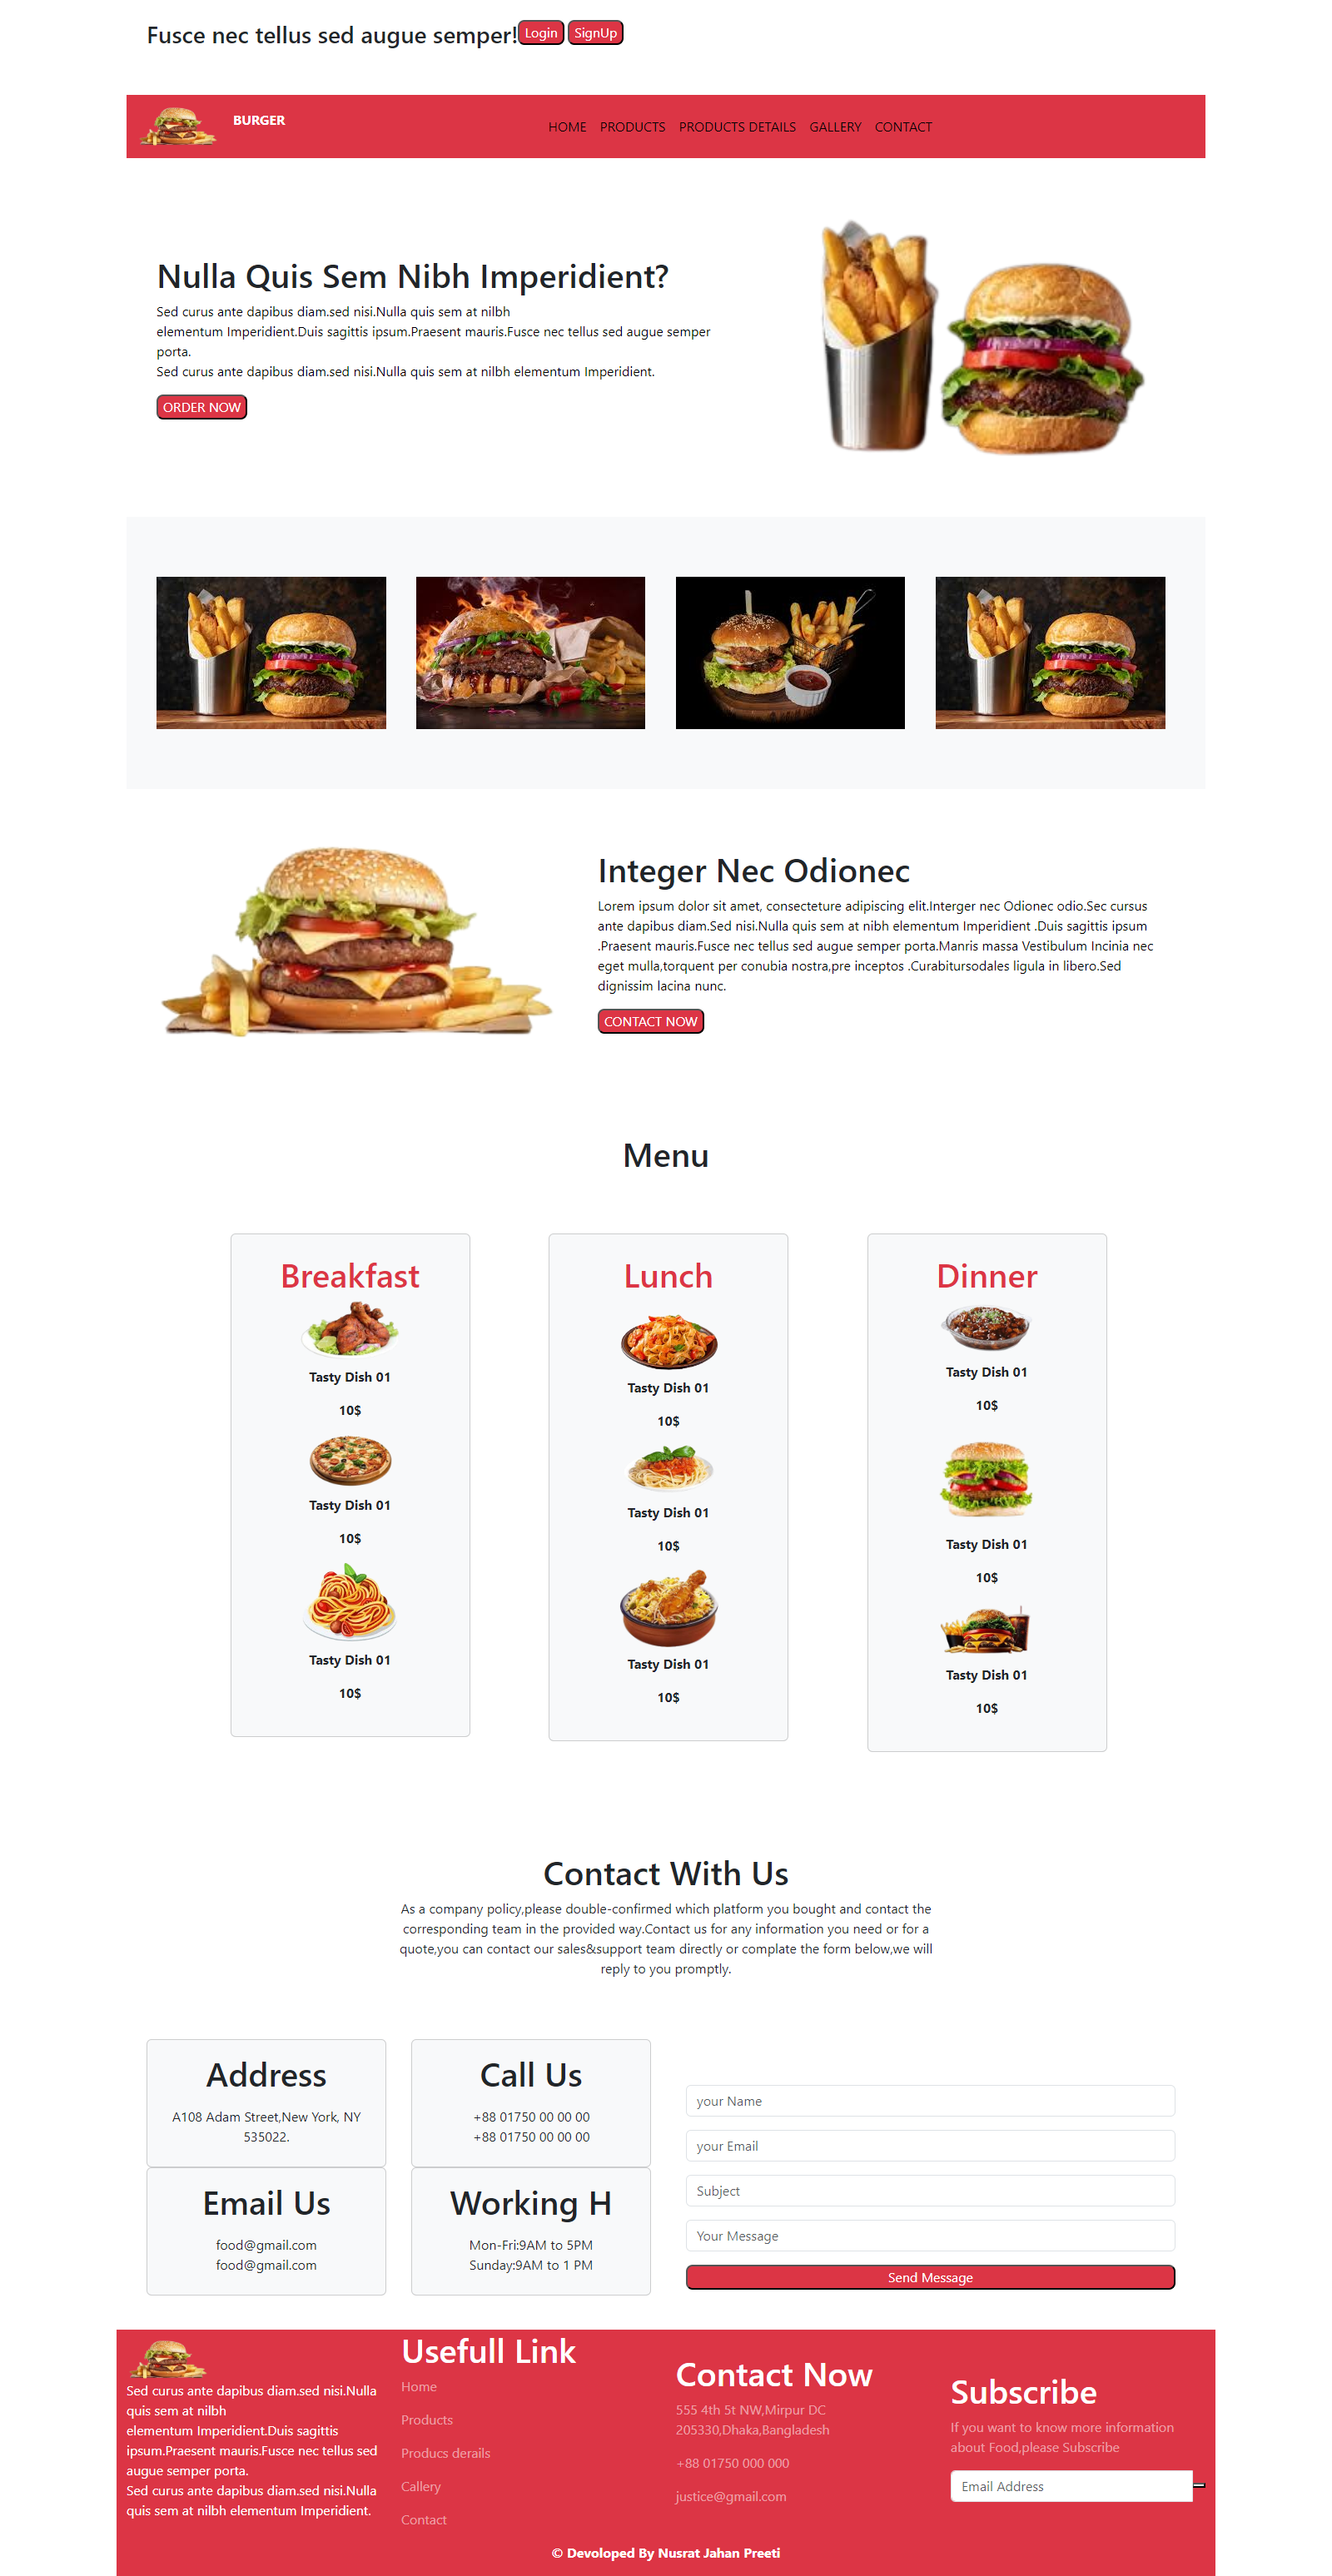 Fusce nec tellus sed augue semper!
Login
SignUp
BURGER
HOME
PRODUCTS
PRODUCTS DETAILS
GALLERY
CONTACT
Nulla Quis Sem Nibh Imperidient?
Sed curus ante dapibus diam.sed nisi.Nulla quis sem at nilbh
elementum Imperidient.Duis sagittis ipsum.Praesent mauris.Fusce nec tellus sed augue semper
porta.
Sed curus ante dapibus diam.sed nisi.Nulla quis sem at nilbh elementum Imperidient.
ORDER NOW
Integer Nec Odionec
Lorem ipsum dolor sit amet, consecteture adipiscing elit.Interger nec Odionec odio.Sec cursus
ante dapibus diam.Sed nisi.Nulla quis sem at nibh elementum Imperidient .Duis sagittis ipsum
.Praesent mauris.Fusce nec tellus sed augue semper porta.Manris massa Vestibulum Incinia nec
eget mulla,torquent per conubia nostra,pre inceptos .Curabitursodales ligula in libero.Sed
dignissim lacina nunc.
CONTACT NOW
Menu
Breakfast
Tasty Dish 01
10$
Tasty Dish 01
10$
Tasty Dish 01
10$
Lunch
Tasty Dish 01
10$
Tasty Dish 01
10$
Tasty Dish 01
10$
Dinner
Tasty Dish 01
10$
Tasty Dish 01
10$
Tasty Dish 01
10$
Contact With Us
As a company policy,please double-confirmed which platform you bought and contact the
corresponding team in the provided way.Contact us for any information you need or for a
quote,you can contact our sales&support team directly or complate the form below,we will
reply to you promptly.
Address
A108 Adam Street,New York, NY
535022.
Call Us
+88 01750 00 00 00
+88 01750 00 00 00
Email Us
food@gmail.com
food@gmail.com
Working H
Mon-Fri:9AM to 5PM
Sunday:9AM to 1 PM
your Name
your Email
Subject
Your Message
Send Message
Sed curus ante dapibus diam.sed nisi.Nulla
quis sem at nilbh
elementum Imperidient.Duis sagittis
ipsum.Praesent mauris.Fusce nec tellus sed
augue semper porta.
Sed curus ante dapibus diam.sed nisi.Nulla
quis sem at nilbh elementum Imperidient.
Usefull Link
Home
Products
Producs derails
Callery
Contact
Contact Now
555 4th 5t NW,Mirpur DC
205330,Dhaka,Bangladesh
+88 01750 000 000
justice@gmail.com
Subscribe
If you want to know more information
about Food,please Subscribe
Email Address
© Devoloped By Nusrat Jahan Preeti